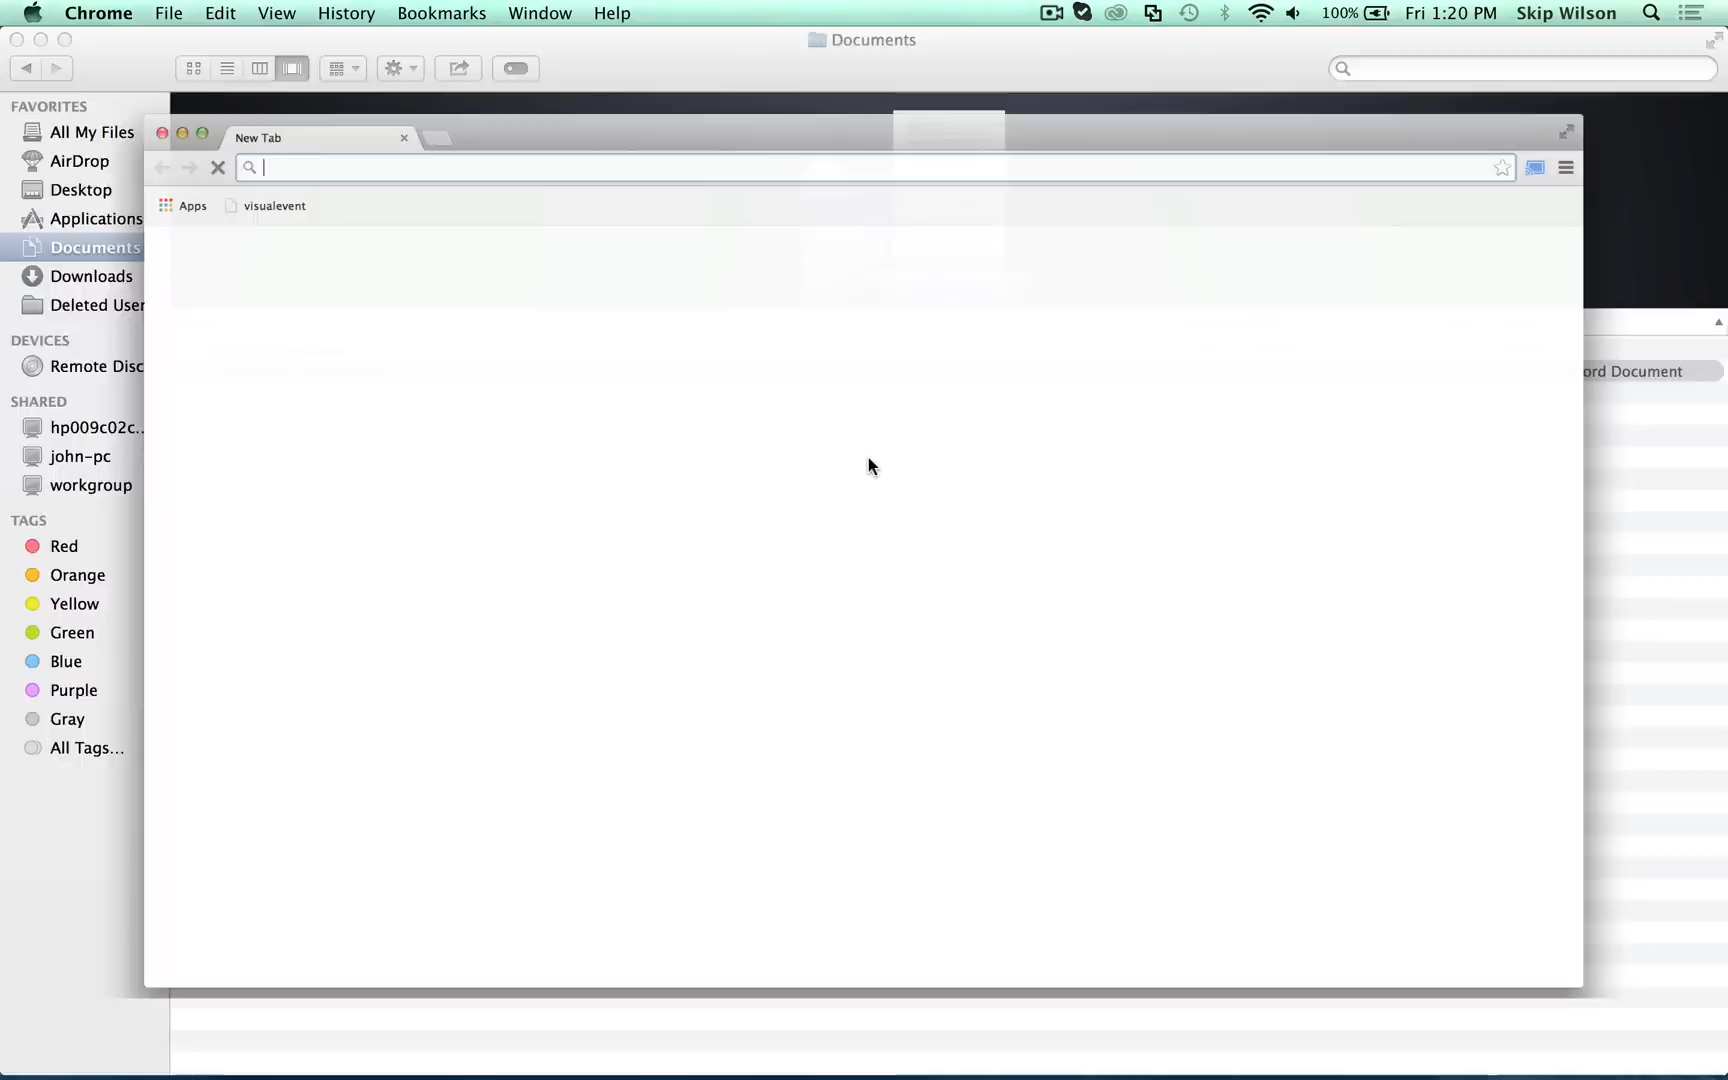 Chrome File Edit View History Bookmarks Window Help 100% Fri 1:20 PM Skip Wilson
Documents
FAVORITES
All My Files
AirDrop
Desktop
Applications
Documents
Downloads
Deleted User
DEVICES
Remote Disc
SHARED
hp009c02c...
john-pc
workgroup
TAGS
Red
Orange
Yellow
Green
Blue
Purple
Gray
All Tags...
New Tab
Apps visualevent
ord Document